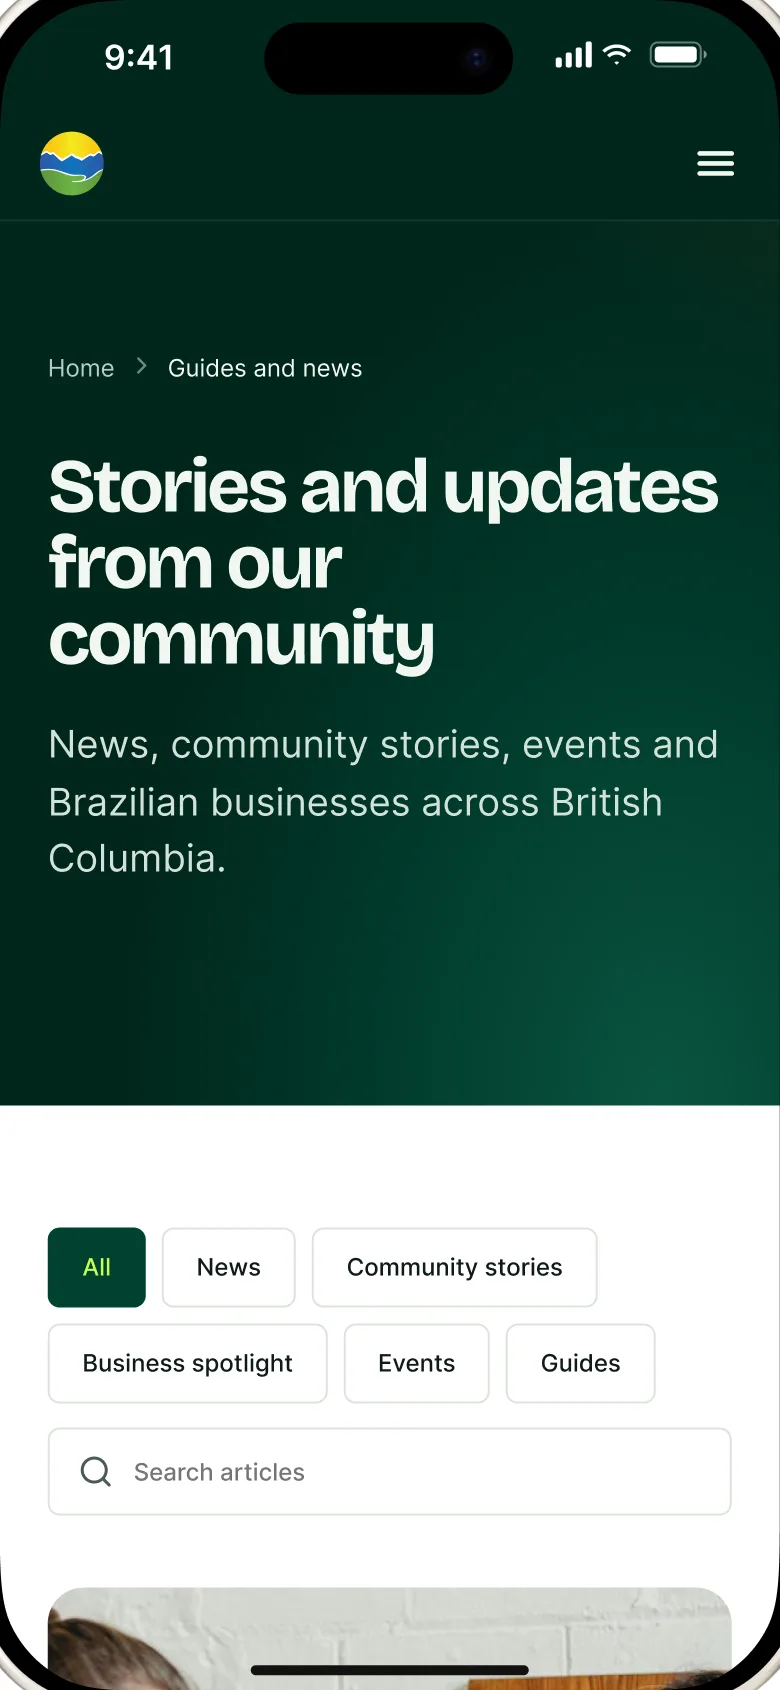 9:41
Home > Guides and news
Stories and updates
from our
community
News, community stories, events and
Brazilian businesses across British
Columbia.
All News Community stories
Business spotlight Events Guides
Search articles